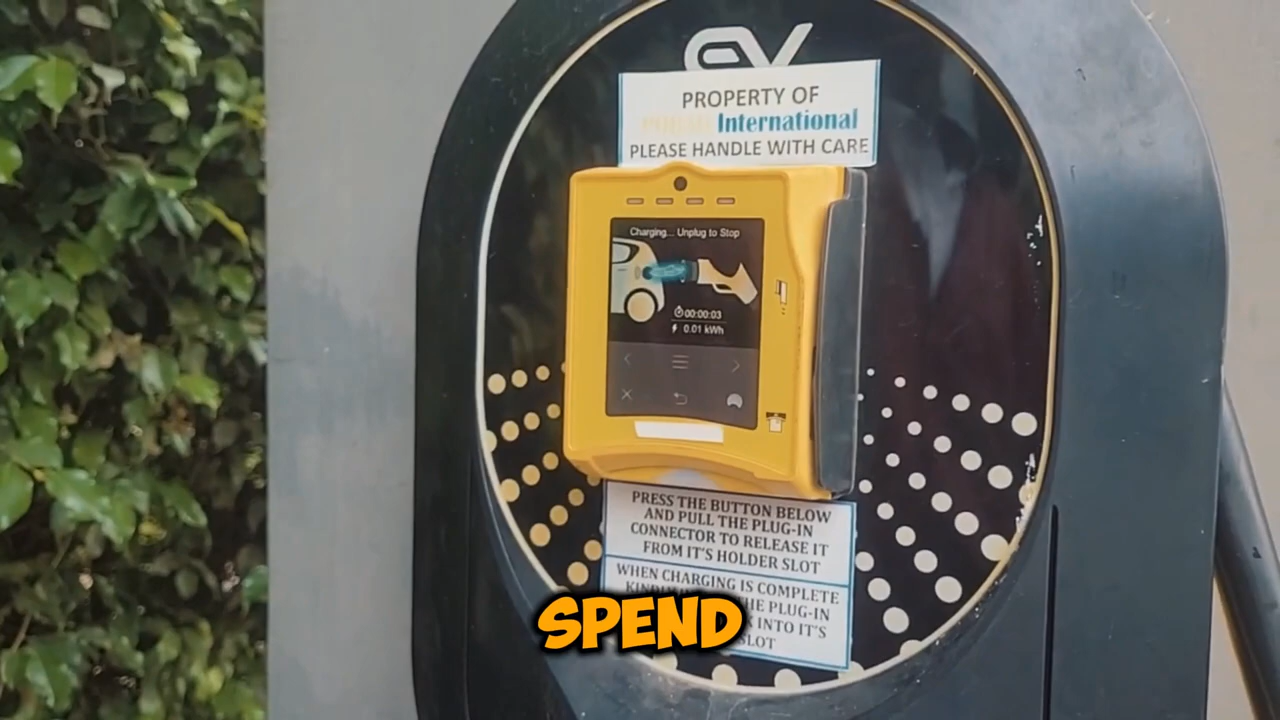 EV
PROPERTY OF
International
PLEASE HANDLE WITH CARE
Charging... Unplug to Stop
00:00:03
0.01 kWh
PRESS THE BUTTON BELOW
AND PULL THE PLUG-IN
CONNECTOR TO RELEASE IT
FROM IT'S HOLDER SLOT
WHEN CHARGING IS COMPLETE
THE PLUG-IN
INTO IT'S
SLOT
SPEND